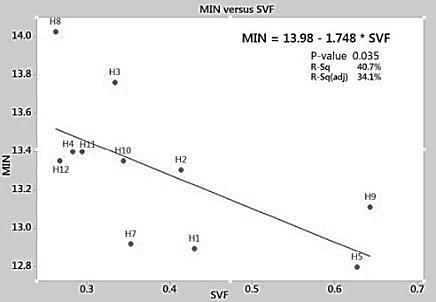 MIN versus SVF
MIN = 13.98 - 1.748 * SVF
P-value 0.035
R-Sq 40.7%
R-Sq(adj) 34.1%
14.0
13.8
13.4
13.2
13.0
12.8
MIN
H8
H3
H4
H11
H10
H12
H2
H9
H7
H1
H5
0.3
0.4
0.5
0.6
0.7
SVF